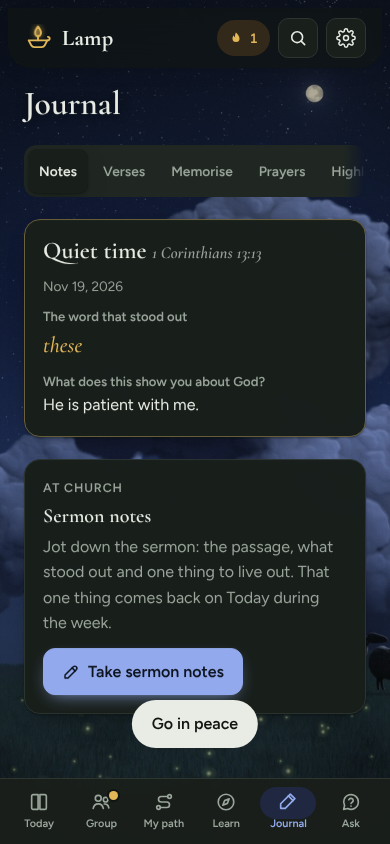 Lamp
1
Journal
Notes Verses Memorise Prayers
Quiet time 1 Corinthians 13:13
Nov 19, 2026
The word that stood out
these
What does this show you about God?
He is patient with me.
AT CHURCH
Sermon notes
Jot down the sermon: the passage, what
stood out and one thing to live out. That
one thing comes back on Today during
the week.
Take sermon notes
Go in peace
Today Group My path Learn Journal Ask